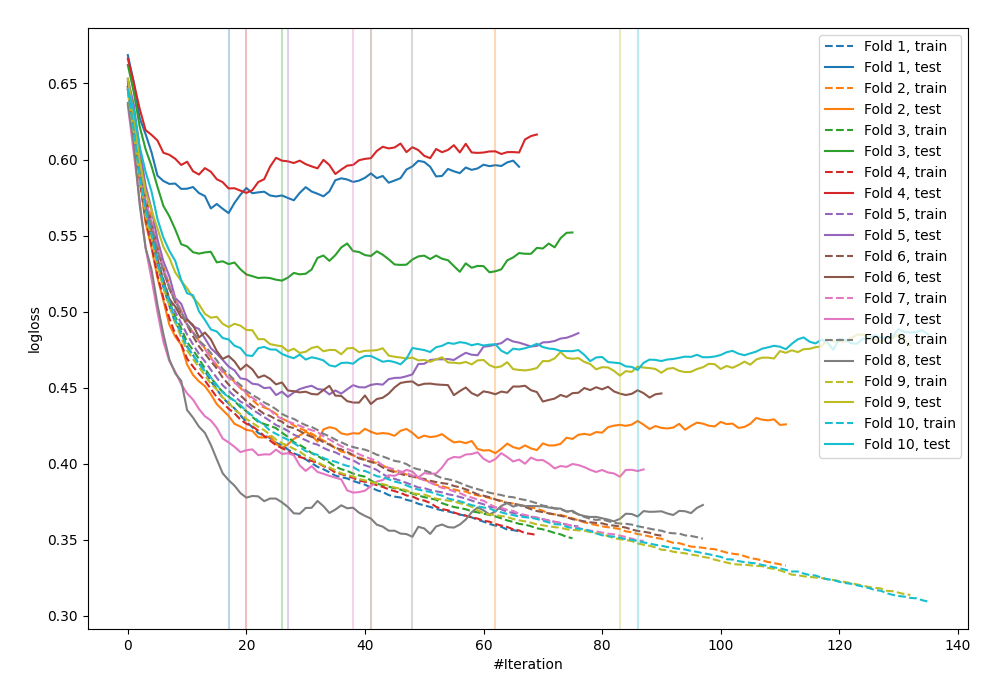 0.65
0.60
0.55
0.50
0.45
0.40
0.35
0.30
logloss
0
20
40
60
80
100
120
140
#Iteration
Fold 1, train
Fold 1, test
Fold 2, train
Fold 2, test
Fold 3, train
Fold 3, test
Fold 4, train
Fold 4, test
Fold 5, train
Fold 5, test
Fold 6, train
Fold 6, test
Fold 7, train
Fold 7, test
Fold 8, train
Fold 8, test
Fold 9, train
Fold 9, test
Fold 10, train
Fold 10, test